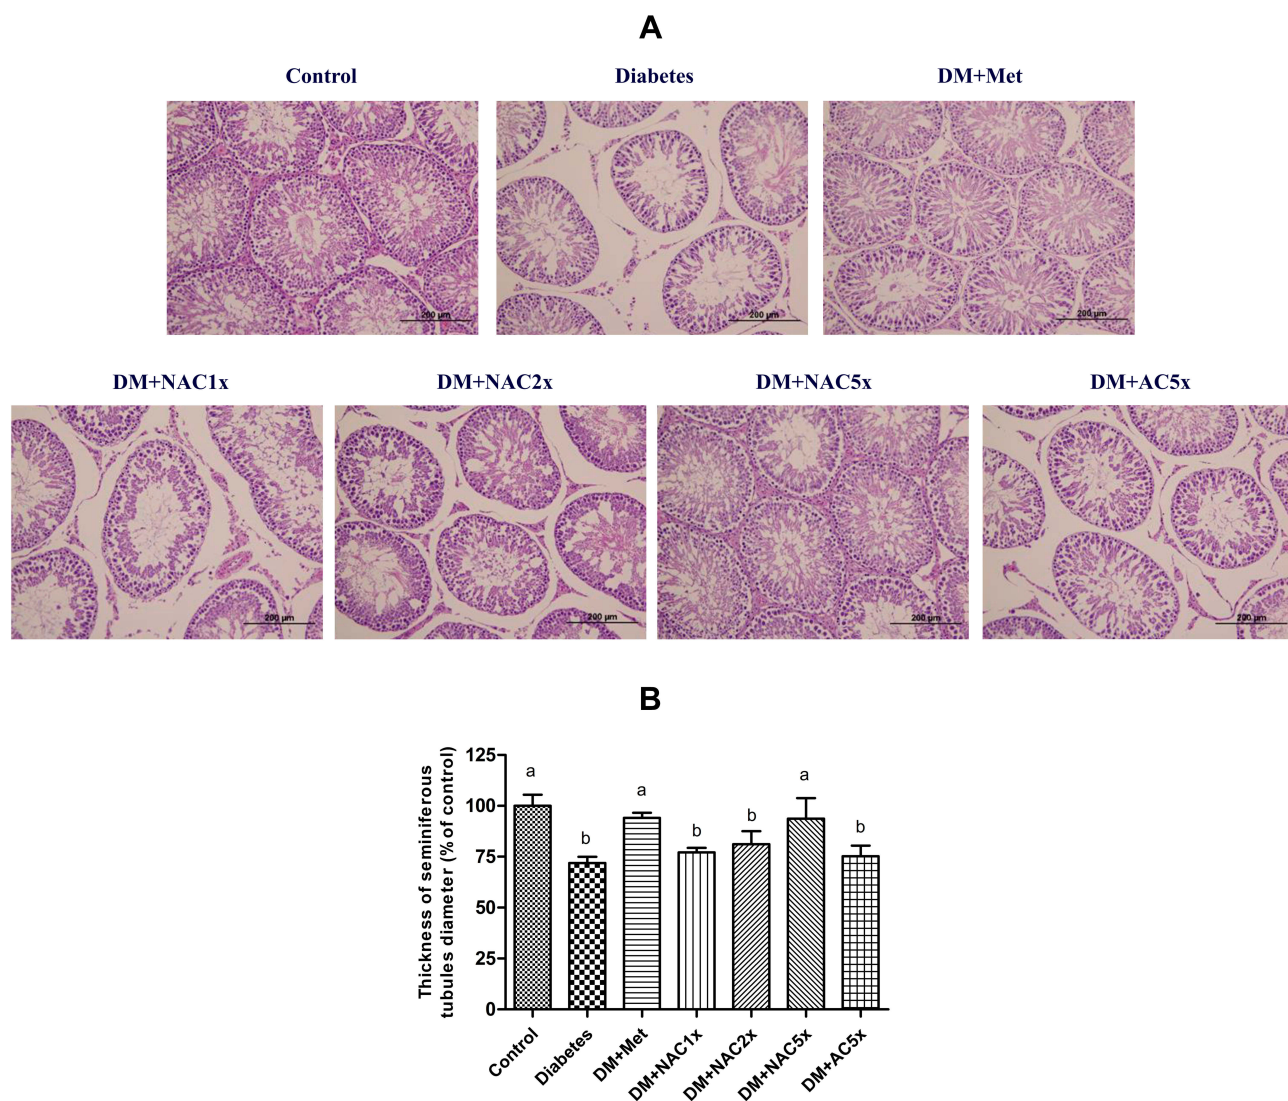 A
Control
Diabetes
DM+Met
200 µm
200 µm
200 µm
DM+NAC1x
DM+NAC2x
DM+NAC5x
DM+AC5x
200 µm
200 µm
200 µm
200 µm
B
Thickness of seminiferous
tubules diameter (% of control)
125
100
75
50
25
0
a
b
a
b
b
a
b
Control
Diabetes
DM+Met
DM+NAC1x
DM+NAC2x
DM+NAC5x
DM+AC5x